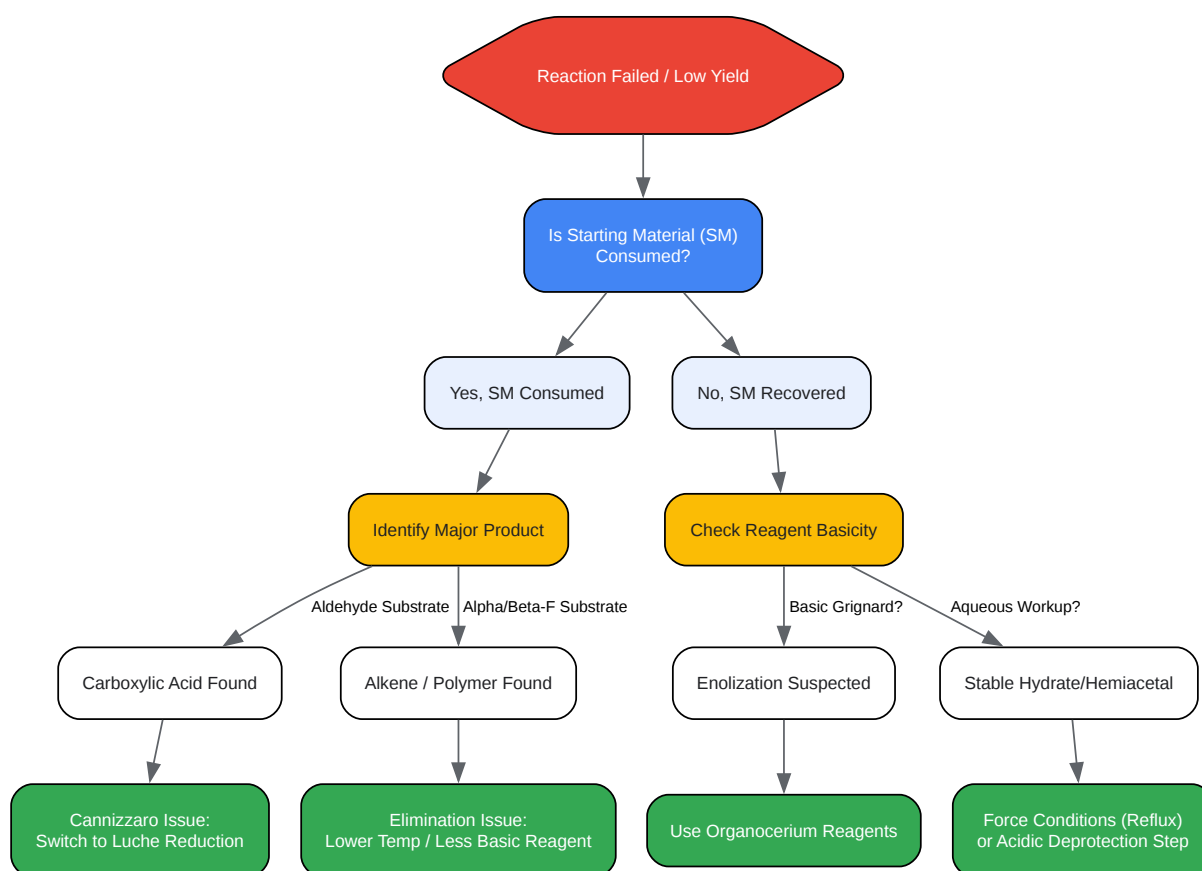 Reaction Failed / Low Yield
Is Starting Material (SM)
Consumed?
Yes, SM Consumed
No, SM Recovered
Identify Major Product
Check Reagent Basicity
Aldehyde Substrate
Alpha/Beta-F Substrate
Basic Grignard?
Aqueous Workup?
Carboxylic Acid Found
Alkene / Polymer Found
Enolization Suspected
Stable Hydrate/Hemiacetal
Cannizzaro Issue:
Switch to Luche Reduction
Elimination Issue:
Lower Temp / Less Basic Reagent
Use Organocerium Reagents
Force Conditions (Reflux)
or Acidic Deprotection Step